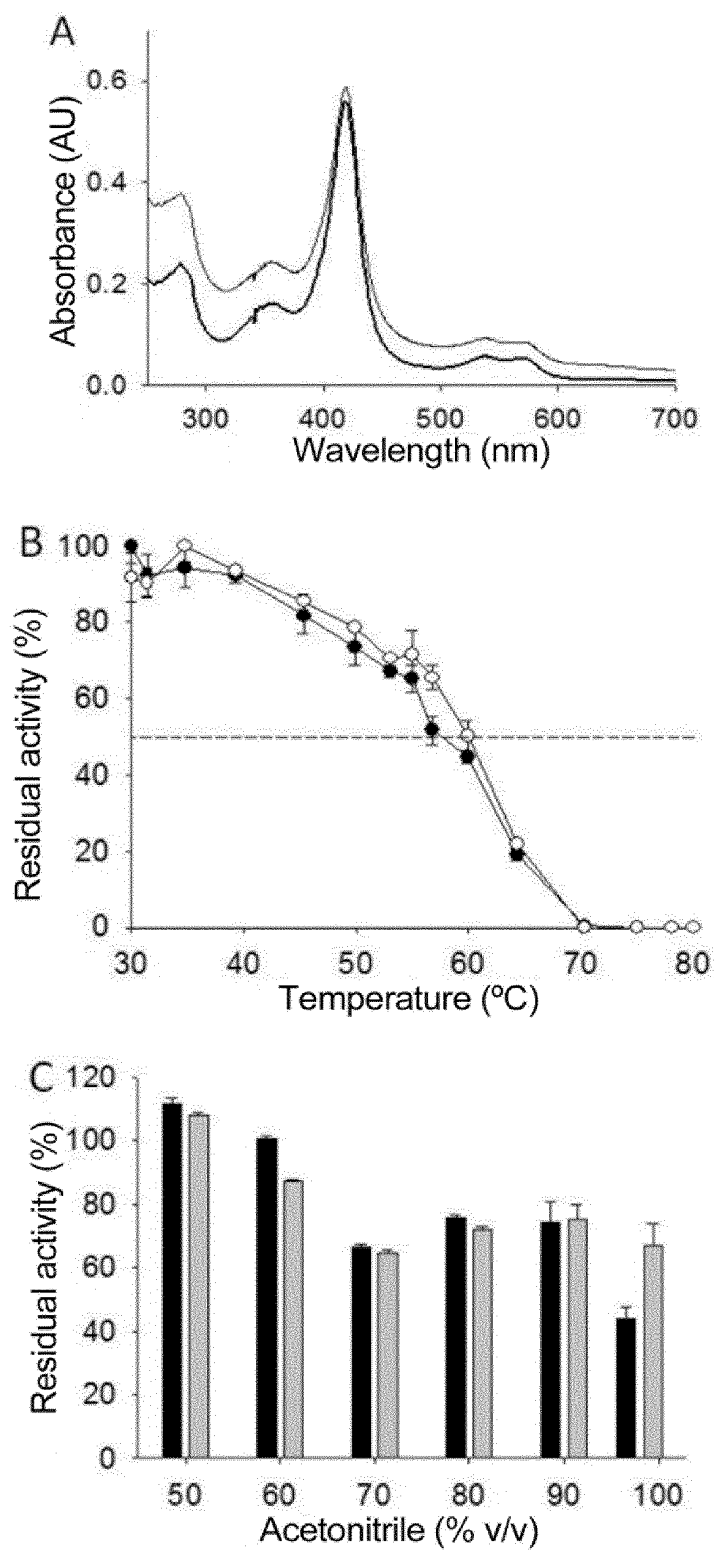 A
Absorbance (AU)
0.6
0.4
0.2
0.0
300 400 500 600 700
Wavelength (nm)
B
Residual activity (%)
100
80
60
40
20
0
30 40 50 60 70 80
Temperature (ºC)
C
Residual activity (%)
120
100
80
60
40
20
0
50 60 70 80 90 100
Acetonitrile (% v/v)